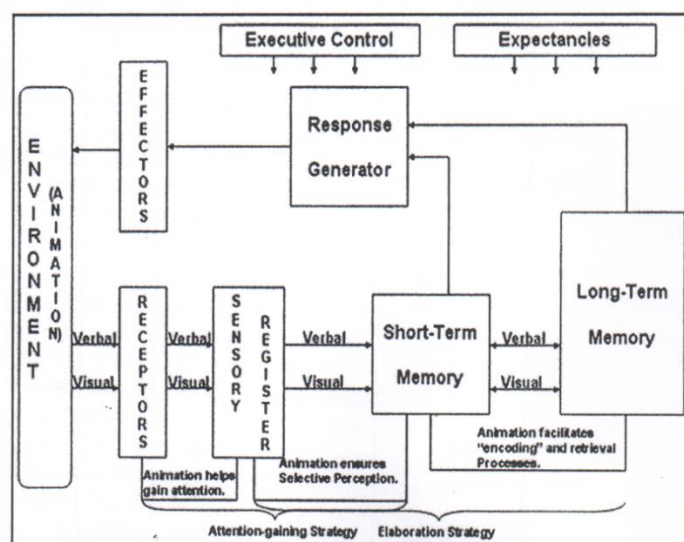 Executive Control
Expectancies
EFFECTORS
Response
Generator
ENVIRONMENT
(ANIMATION)
RECEPTORS
SENSORY
REGISTER
Short-Term
Memory
Long-Term
Memory
Verbal
Verbal
Verbal
Verbal
Visual
Visual
Visual
Visual
Animation helps
gain attention.
Animation ensures
Selective Perception.
Animation facilitates
"encoding" and retrieval
Processes.
Attention-gaining Strategy
Elaboration Strategy